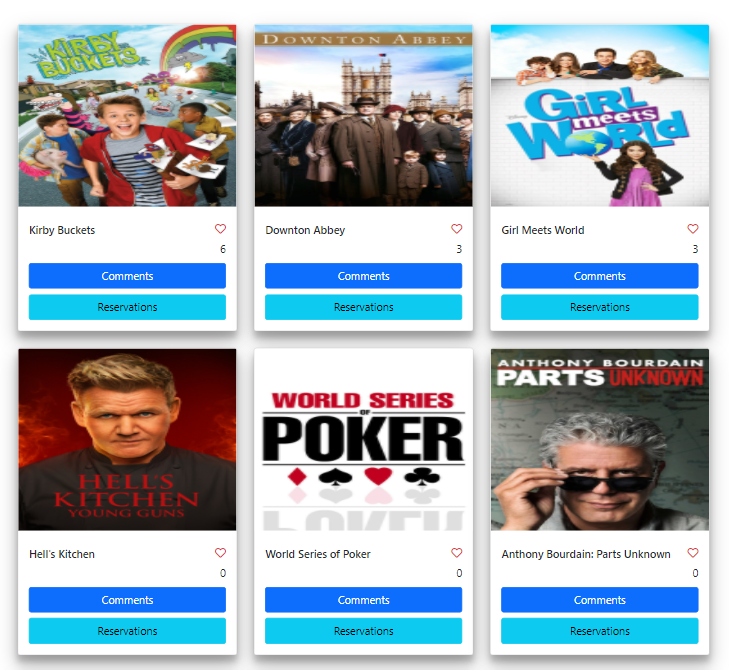 KIRBY
BUCKETS
DOWNTON ABBEY
GIRL
meets
WORLD
Kirby Buckets
6
Comments
Reservations
Downton Abbey
3
Comments
Reservations
Girl Meets World
3
Comments
Reservations
HELL'S
KITCHEN
YOUNG GUNS
WORLD SERIES
OF
POKER
ANTHONY BOURDAIN
PARTS UNKNOWN
Hell's Kitchen
0
Comments
Reservations
World Series of Poker
0
Comments
Reservations
Anthony Bourdain: Parts Unknown
0
Comments
Reservations